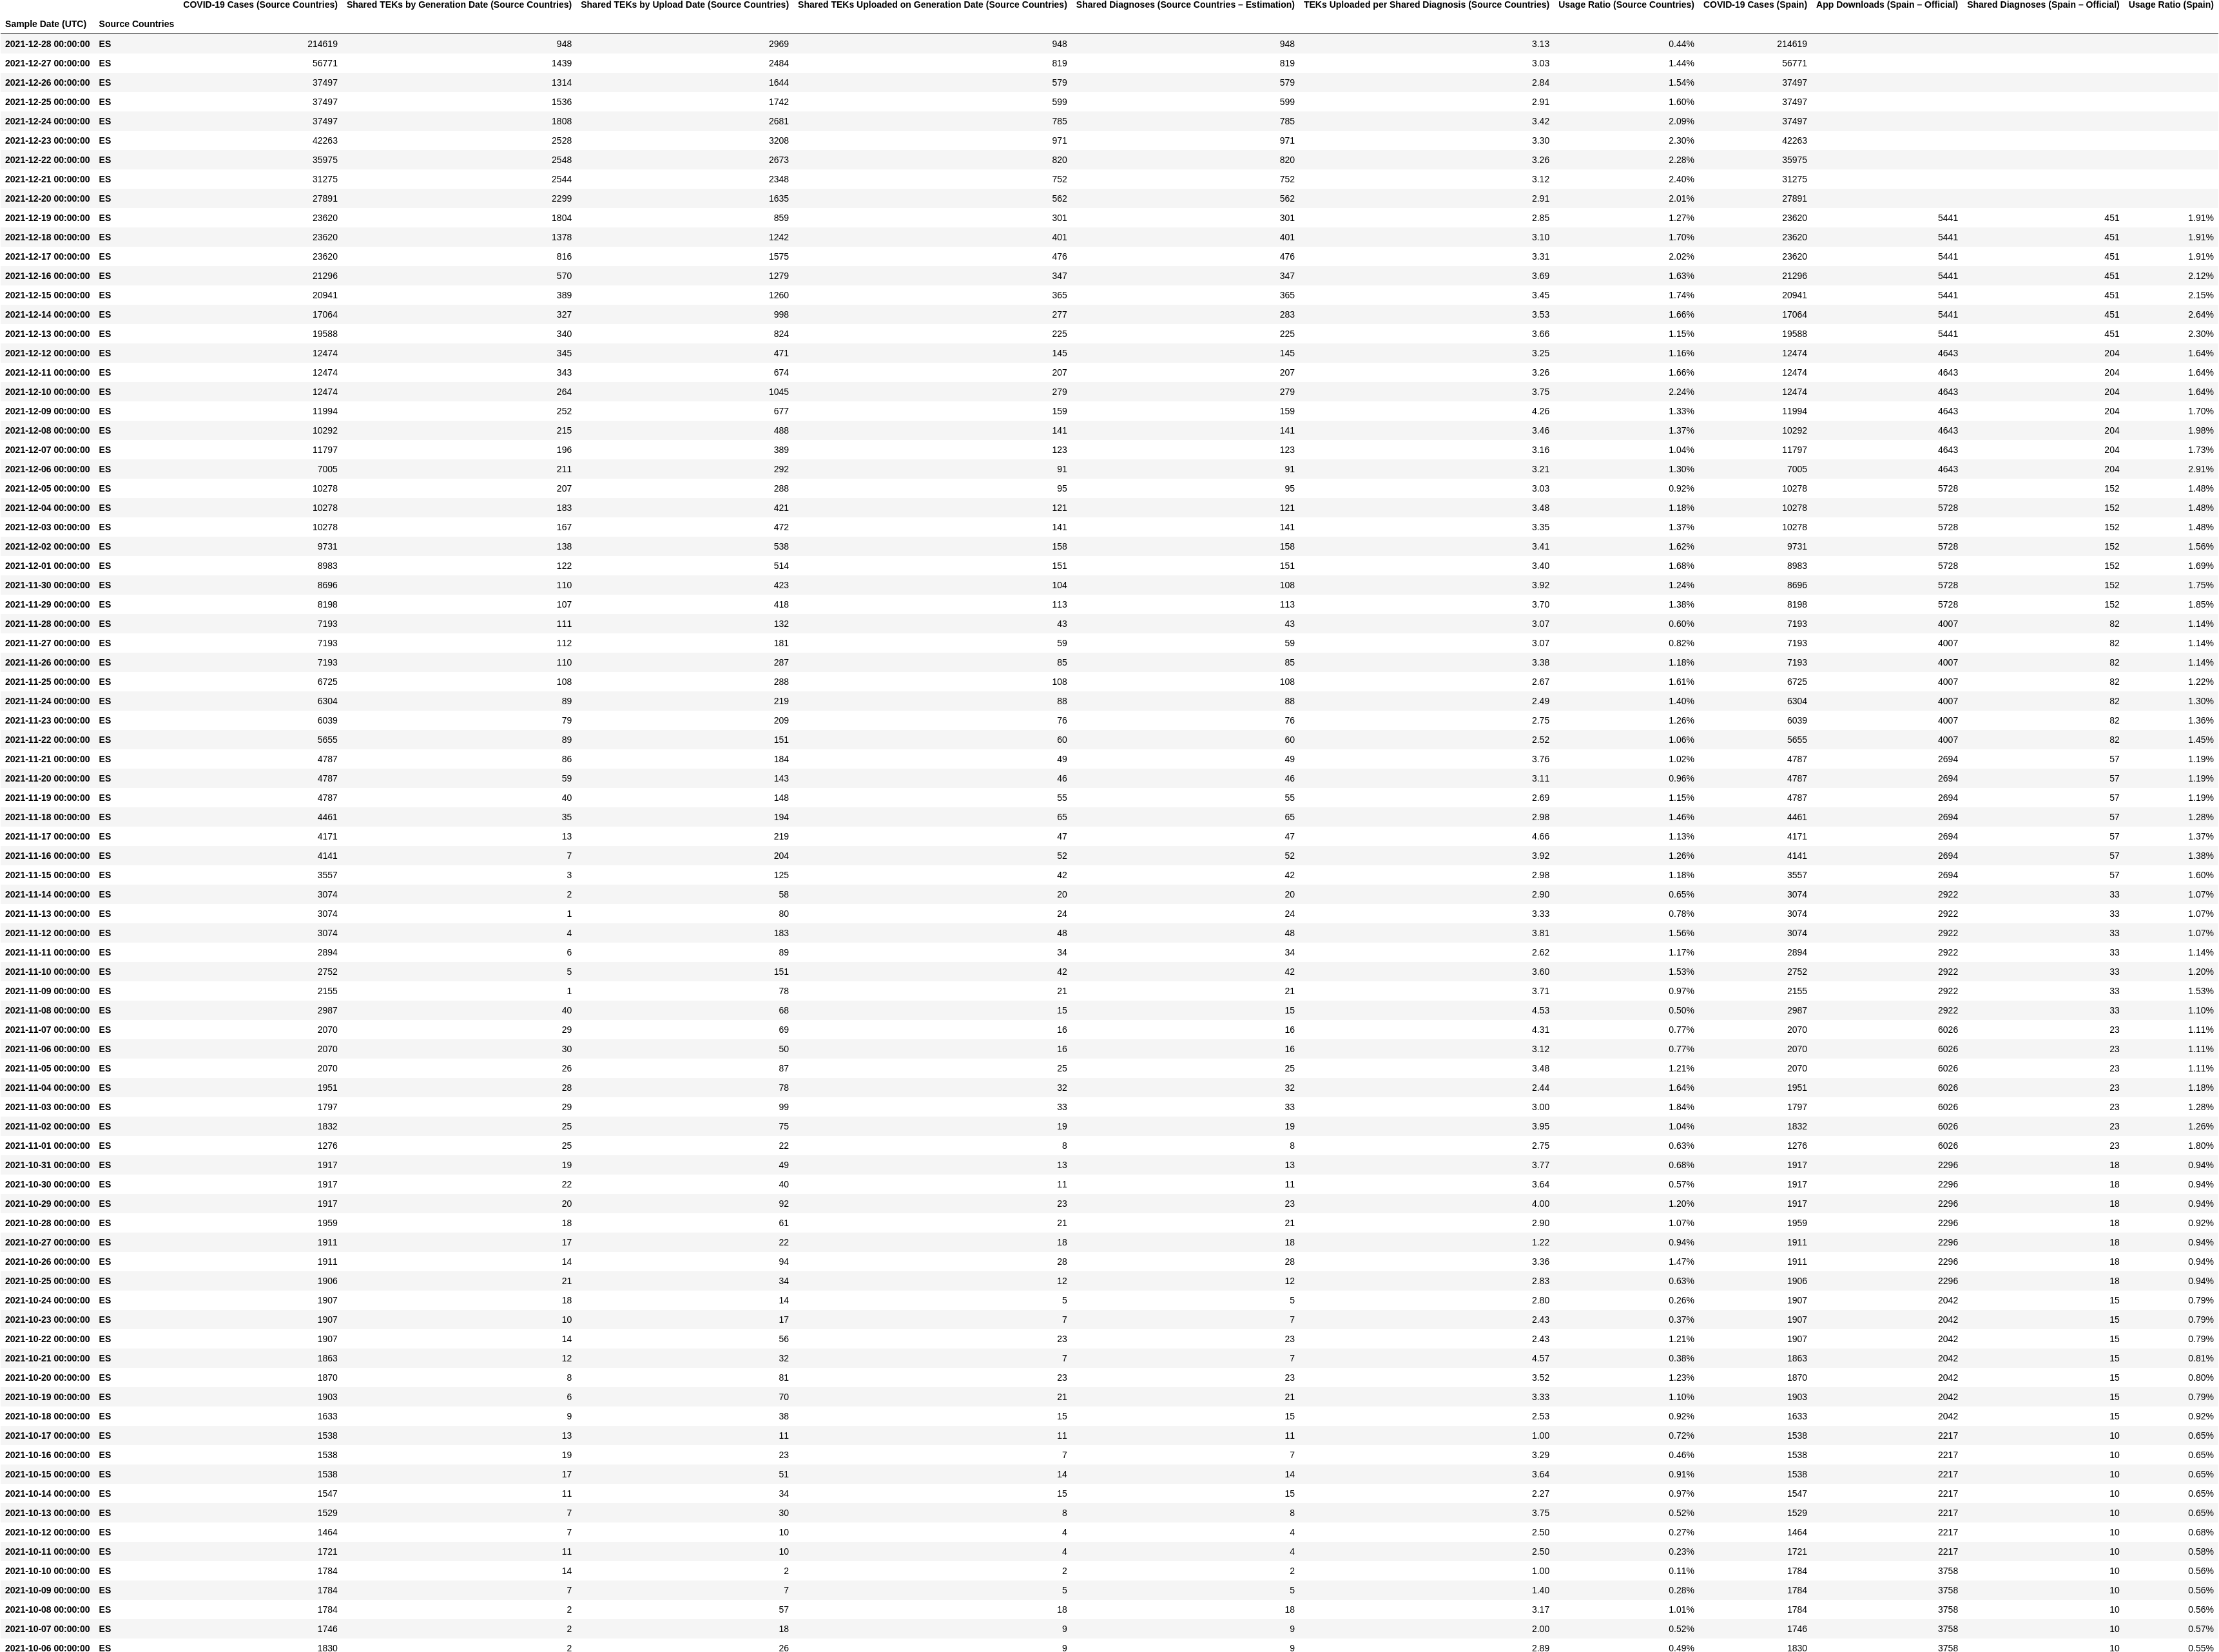 COVID-19 Cases (Source Countries) Shared TEKs by Generation Date (Source Countries) Shared TEKs by Upload Date (Source Countries) Shared TEKs Uploaded on Generation Date (Source Countries) Shared Diagnoses (Source Countries – Estimation) TEKs Uploaded per Shared Diagnosis (Source Countries) Usage Ratio (Source Countries) COVID-19 Cases (Spain) App Downloads (Spain – Official) Shared Diagnoses (Spain – Official) Usage Ratio (Spain)
Sample Date (UTC) Source Countries
2021-12-28 00:00:00 ES 214619 948 2969 948 948 3.13 0.44% 214619
2021-12-27 00:00:00 ES 56771 1439 2484 819 819 3.03 1.44% 56771
2021-12-26 00:00:00 ES 37497 1314 1644 579 579 2.84 1.54% 37497
2021-12-25 00:00:00 ES 37497 1536 1742 599 599 2.91 1.60% 37497
2021-12-24 00:00:00 ES 37497 1808 2681 785 785 3.42 2.09% 37497
2021-12-23 00:00:00 ES 42263 2528 3208 971 971 3.30 2.30% 42263
2021-12-22 00:00:00 ES 35975 2548 2673 820 820 3.26 2.28% 35975
2021-12-21 00:00:00 ES 31275 2544 2348 752 752 3.12 2.40% 31275
2021-12-20 00:00:00 ES 27891 2299 1635 562 562 2.91 2.01% 27891
2021-12-19 00:00:00 ES 23620 1804 859 301 301 2.85 1.27% 23620 5441 451 1.91%
2021-12-18 00:00:00 ES 23620 1378 1242 401 401 3.10 1.70% 23620 5441 451 1.91%
2021-12-17 00:00:00 ES 23620 816 1575 476 476 3.31 2.02% 23620 5441 451 1.91%
2021-12-16 00:00:00 ES 21296 570 1279 347 347 3.69 1.63% 21296 5441 451 2.12%
2021-12-15 00:00:00 ES 20941 389 1260 365 365 3.45 1.74% 20941 5441 451 2.15%
2021-12-14 00:00:00 ES 17064 327 998 277 283 3.53 1.66% 17064 5441 451 2.64%
2021-12-13 00:00:00 ES 19588 340 824 225 225 3.66 1.15% 19588 5441 451 2.30%
2021-12-12 00:00:00 ES 12474 345 471 145 145 3.25 1.16% 12474 4643 204 1.64%
2021-12-11 00:00:00 ES 12474 343 674 207 207 3.26 1.66% 12474 4643 204 1.64%
2021-12-10 00:00:00 ES 12474 264 1045 279 279 3.75 2.24% 12474 4643 204 1.64%
2021-12-09 00:00:00 ES 11994 252 677 159 159 4.26 1.33% 11994 4643 204 1.70%
2021-12-08 00:00:00 ES 10292 215 488 141 141 3.46 1.37% 10292 4643 204 1.98%
2021-12-07 00:00:00 ES 11797 196 389 123 123 3.16 1.04% 11797 4643 204 1.73%
2021-12-06 00:00:00 ES 7005 211 292 91 91 3.21 1.30% 7005 4643 204 2.91%
2021-12-05 00:00:00 ES 10278 207 288 95 95 3.03 0.92% 10278 5728 152 1.48%
2021-12-04 00:00:00 ES 10278 183 421 121 121 3.48 1.18% 10278 5728 152 1.48%
2021-12-03 00:00:00 ES 10278 167 472 141 141 3.35 1.37% 10278 5728 152 1.48%
2021-12-02 00:00:00 ES 9731 138 538 158 158 3.41 1.62% 9731 5728 152 1.56%
2021-12-01 00:00:00 ES 8983 122 514 151 151 3.40 1.68% 8983 5728 152 1.69%
2021-11-30 00:00:00 ES 8696 110 423 104 108 3.92 1.24% 8696 5728 152 1.75%
2021-11-29 00:00:00 ES 8198 107 418 113 113 3.70 1.38% 8198 5728 152 1.85%
2021-11-28 00:00:00 ES 7193 111 132 43 43 3.07 0.60% 7193 4007 82 1.14%
2021-11-27 00:00:00 ES 7193 112 181 59 59 3.07 0.82% 7193 4007 82 1.14%
2021-11-26 00:00:00 ES 7193 110 287 85 85 3.38 1.18% 7193 4007 82 1.14%
2021-11-25 00:00:00 ES 6725 108 288 108 108 2.67 1.61% 6725 4007 82 1.22%
2021-11-24 00:00:00 ES 6304 89 219 88 88 2.49 1.40% 6304 4007 82 1.30%
2021-11-23 00:00:00 ES 6039 79 209 76 76 2.75 1.26% 6039 4007 82 1.36%
2021-11-22 00:00:00 ES 5655 89 151 60 60 2.52 1.06% 5655 4007 82 1.45%
2021-11-21 00:00:00 ES 4787 86 184 49 49 3.76 1.02% 4787 2694 57 1.19%
2021-11-20 00:00:00 ES 4787 59 143 46 46 3.11 0.96% 4787 2694 57 1.19%
2021-11-19 00:00:00 ES 4787 40 148 55 55 2.69 1.15% 4787 2694 57 1.19%
2021-11-18 00:00:00 ES 4461 35 194 65 65 2.98 1.46% 4461 2694 57 1.28%
2021-11-17 00:00:00 ES 4171 13 219 47 47 4.66 1.13% 4171 2694 57 1.37%
2021-11-16 00:00:00 ES 4141 7 204 52 52 3.92 1.26% 4141 2694 57 1.38%
2021-11-15 00:00:00 ES 3557 3 125 42 42 2.98 1.18% 3557 2694 57 1.60%
2021-11-14 00:00:00 ES 3074 2 58 20 20 2.90 0.65% 3074 2922 33 1.07%
2021-11-13 00:00:00 ES 3074 1 80 24 24 3.33 0.78% 3074 2922 33 1.07%
2021-11-12 00:00:00 ES 3074 4 183 48 48 3.81 1.56% 3074 2922 33 1.07%
2021-11-11 00:00:00 ES 2894 6 89 34 34 2.62 1.17% 2894 2922 33 1.14%
2021-11-10 00:00:00 ES 2752 5 151 42 42 3.60 1.53% 2752 2922 33 1.20%
2021-11-09 00:00:00 ES 2155 1 78 21 21 3.71 0.97% 2155 2922 33 1.53%
2021-11-08 00:00:00 ES 2987 40 68 15 15 4.53 0.50% 2987 2922 33 1.10%
2021-11-07 00:00:00 ES 2070 29 69 16 16 4.31 0.77% 2070 6026 23 1.11%
2021-11-06 00:00:00 ES 2070 30 50 16 16 3.12 0.77% 2070 6026 23 1.11%
2021-11-05 00:00:00 ES 2070 26 87 25 25 3.48 1.21% 2070 6026 23 1.11%
2021-11-04 00:00:00 ES 1951 28 78 32 32 2.44 1.64% 1951 6026 23 1.18%
2021-11-03 00:00:00 ES 1797 29 99 33 33 3.00 1.84% 1797 6026 23 1.28%
2021-11-02 00:00:00 ES 1832 25 75 19 19 3.95 1.04% 1832 6026 23 1.26%
2021-11-01 00:00:00 ES 1276 25 22 8 8 2.75 0.63% 1276 6026 23 1.80%
2021-10-31 00:00:00 ES 1917 19 49 13 13 3.77 0.68% 1917 2296 18 0.94%
2021-10-30 00:00:00 ES 1917 22 40 11 11 3.64 0.57% 1917 2296 18 0.94%
2021-10-29 00:00:00 ES 1917 20 92 23 23 4.00 1.20% 1917 2296 18 0.94%
2021-10-28 00:00:00 ES 1959 18 61 21 21 2.90 1.07% 1959 2296 18 0.92%
2021-10-27 00:00:00 ES 1911 17 22 18 18 1.22 0.94% 1911 2296 18 0.94%
2021-10-26 00:00:00 ES 1911 14 94 28 28 3.36 1.47% 1911 2296 18 0.94%
2021-10-25 00:00:00 ES 1906 21 34 12 12 2.83 0.63% 1906 2296 18 0.94%
2021-10-24 00:00:00 ES 1907 18 14 5 5 2.80 0.26% 1907 2042 15 0.79%
2021-10-23 00:00:00 ES 1907 10 17 7 7 2.43 0.37% 1907 2042 15 0.79%
2021-10-22 00:00:00 ES 1907 14 56 23 23 2.43 1.21% 1907 2042 15 0.79%
2021-10-21 00:00:00 ES 1863 12 32 7 7 4.57 0.38% 1863 2042 15 0.81%
2021-10-20 00:00:00 ES 1870 8 81 23 23 3.52 1.23% 1870 2042 15 0.80%
2021-10-19 00:00:00 ES 1903 6 70 21 21 3.33 1.10% 1903 2042 15 0.79%
2021-10-18 00:00:00 ES 1633 9 38 15 15 2.53 0.92% 1633 2042 15 0.92%
2021-10-17 00:00:00 ES 1538 13 11 11 11 1.00 0.72% 1538 2217 10 0.65%
2021-10-16 00:00:00 ES 1538 19 23 7 7 3.29 0.46% 1538 2217 10 0.65%
2021-10-15 00:00:00 ES 1538 17 51 14 14 3.64 0.91% 1538 2217 10 0.65%
2021-10-14 00:00:00 ES 1547 11 34 15 15 2.27 0.97% 1547 2217 10 0.65%
2021-10-13 00:00:00 ES 1529 7 30 8 8 3.75 0.52% 1529 2217 10 0.65%
2021-10-12 00:00:00 ES 1464 7 10 4 4 2.50 0.27% 1464 2217 10 0.68%
2021-10-11 00:00:00 ES 1721 11 10 4 4 2.50 0.23% 1721 2217 10 0.58%
2021-10-10 00:00:00 ES 1784 14 2 2 2 1.00 0.11% 1784 3758 10 0.56%
2021-10-09 00:00:00 ES 1784 7 7 5 5 1.40 0.28% 1784 3758 10 0.56%
2021-10-08 00:00:00 ES 1784 2 57 18 18 3.17 1.01% 1784 3758 10 0.56%
2021-10-07 00:00:00 ES 1746 2 18 9 9 2.00 0.52% 1746 3758 10 0.57%
2021-10-06 00:00:00 ES 1830 2 26 9 9 2.89 0.49% 1830 3758 10 0.55%